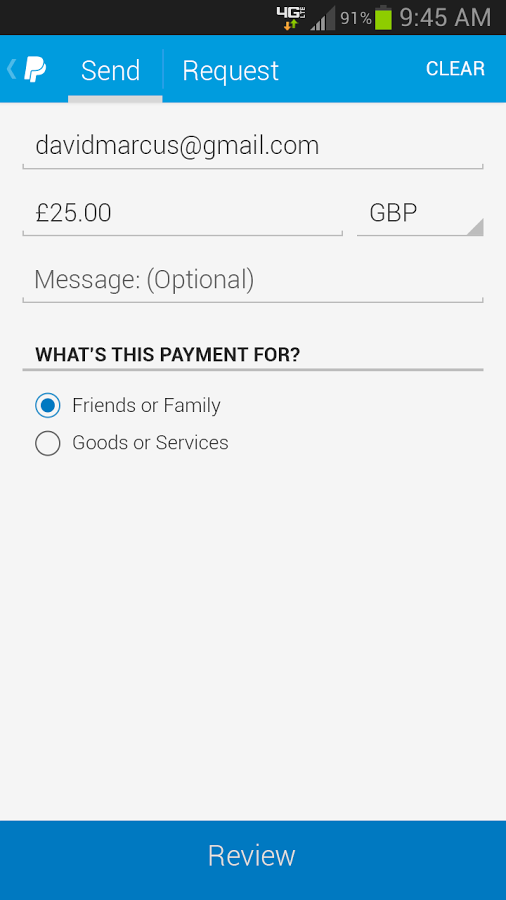 4G LTE 91% 9:45 AM
Send Request CLEAR
davidmarcus@gmail.com
£25.00 GBP
Message: (Optional)
WHAT'S THIS PAYMENT FOR?
Friends or Family
Goods or Services
Review